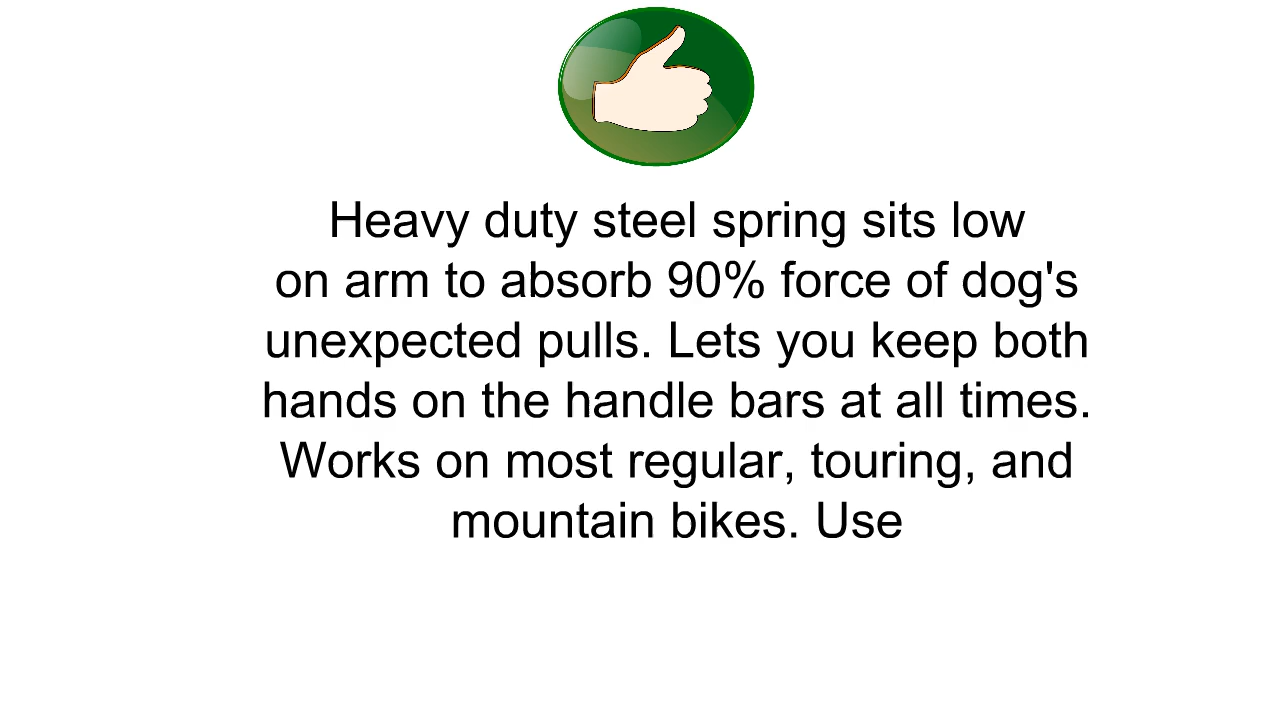 Heavy duty steel spring sits low
on arm to absorb 90% force of dog's
unexpected pulls. Lets you keep both
hands on the handle bars at all times.
Works on most regular, touring, and
mountain bikes. Use